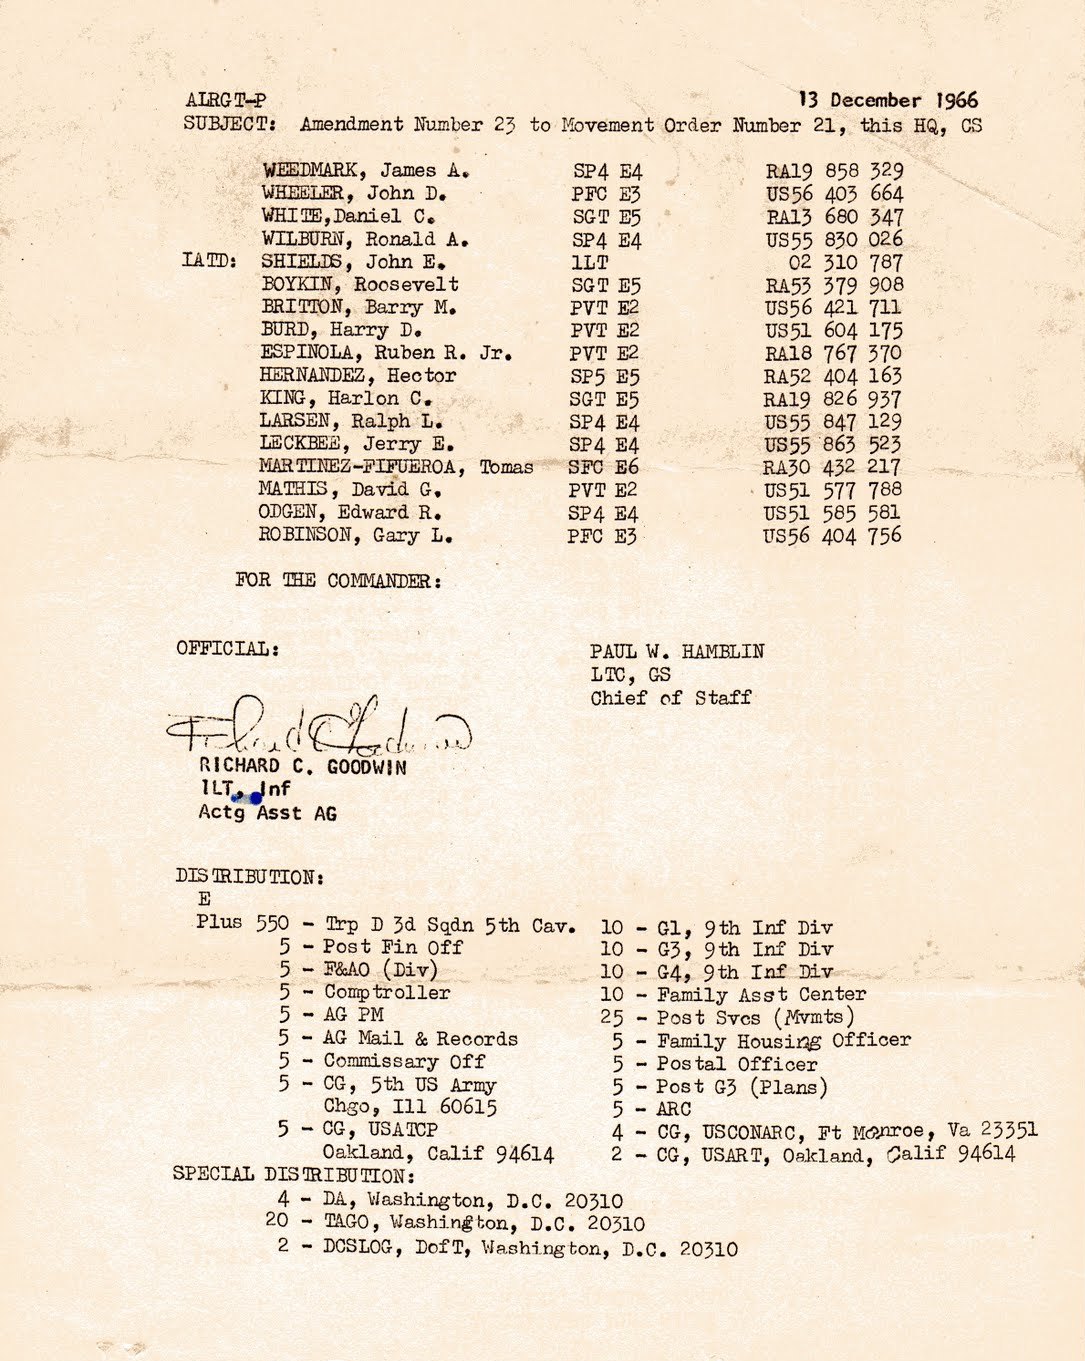 AIRGT-P 13 December 1966
SUBJECT: Amendment Number 23 to Movement Order Number 21, this HQ, CS
WEEDMARK, James A. SP4 E4 RA19 858 329
WHEELER, John D. PFC E3 US56 403 664
WHITE,Daniel C. SGT E5 RA13 680 347
WILBURN, Ronald A. SP4 E4 US55 830 026
IATD: SHIELDS, John E. 1LT 02 310 787
BOYKIN, Roosevelt SGT E5 RA53 379 908
BRITTON, Barry M. PVT E2 US56 421 711
BURD, Harry D. PVT E2 US51 604 175
ESPINOLA, Ruben R. Jr. PVT E2 RA18 767 370
HERNANDEZ, Hector SP5 E5 RA52 404 163
KING, Harlon C. SGT E5 RA19 826 937
LARSEN, Ralph L. SP4 E4 US55 847 129
LECKBEE, Jerry E. SP4 E4 US55 863 523
MARTINEZ-FIFUEROA, Tomas SFC E6 RA30 432 217
MATHIS, David G. PVT E2 US51 577 788
ODGEN, Edward R. SP4 E4 US51 585 581
ROBINSON, Gary L. PFC E3 US56 404 756
FOR THE COMMANDER:
OFFICIAL:
PAUL W. HAMBLIN
LTC, GS
Chief of Staff
Richard C Goodwin
RICHARD C. GOODWIN
1LT, Inf
Actg Asst AG
DISTRIBUTION:
E
Plus 550 - Trp D 3d Sqdn 5th Cav. 10 - G1, 9th Inf Div
5 - Post Fin Off 10 - G3, 9th Inf Div
5 - F&AO (Div) 10 - G4, 9th Inf Div
5 - Comptroller 10 - Family Asst Center
5 - AG PM 25 - Post Svcs (Mvmts)
5 - AG Mail & Records 5 - Family Housing Officer
5 - Commissary Off 5 - Postal Officer
5 - CG, 5th US Army 5 - Post G3 (Plans)
Chgo, Ill 60615 5 - ARC
5 - CG, USATCP 4 - CG, USCONARC, Ft Monroe, Va 23351
Oakland, Calif 94614 2 - CG, USART, Oakland, Calif 94614
SPECIAL DISTRIBUTION:
4 - DA, Washington, D.C. 20310
20 - TAGO, Washington, D.C. 20310
2 - DCSLOG, DofT, Washington, D.C. 20310